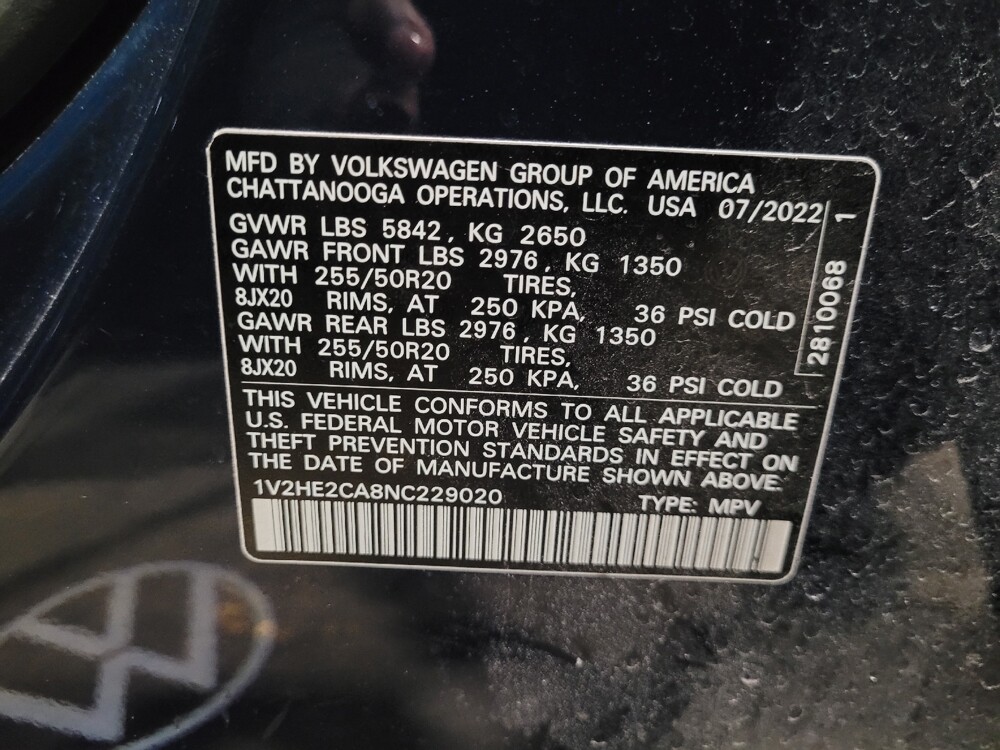 MFD BY VOLKSWAGEN GROUP OF AMERICA
CHATTANOOGA OPERATIONS, LLC. USA 07/2022
GVWR LBS 5842, KG 2650
GAWR FRONT LBS 2976, KG 1350
WITH 255/50R20 TIRES,
8JX20 RIMS, AT 250 KPA, 36 PSI COLD
GAWR REAR LBS 2976, KG 1350
WITH 255/50R20 TIRES,
8JX20 RIMS, AT 250 KPA, 36 PSI COLD
2810068 1
THIS VEHICLE CONFORMS TO ALL APPLICABLE
U.S. FEDERAL MOTOR VEHICLE SAFETY AND
THEFT PREVENTION STANDARDS IN EFFECT ON
THE DATE OF MANUFACTURE SHOWN ABOVE.
1V2HE2CA8NC229020 TYPE: MPV